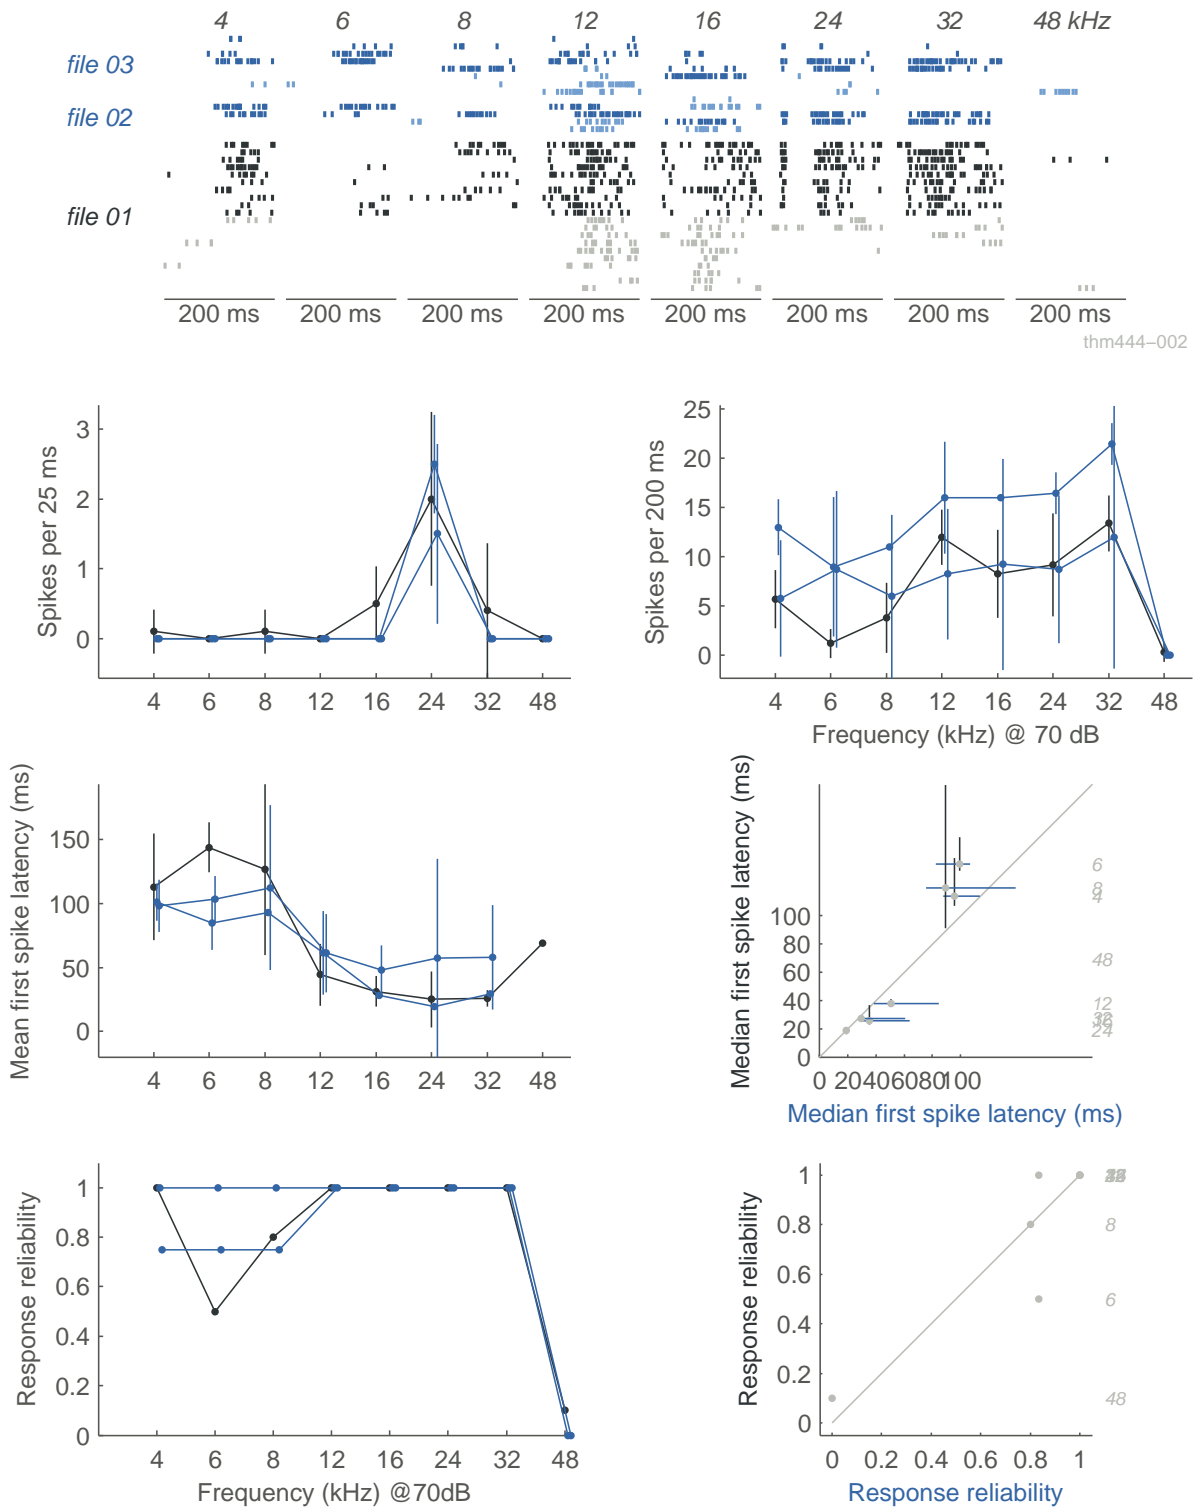 4 6 8 12 16 24 32 48 kHz
file 03
file 02
file 01
200 ms 200 ms 200 ms 200 ms 200 ms 200 ms 200 ms 200 ms
thm444–002
Spikes per 25 ms
3
2
1
0
4 6 8 12 16 24 32 48
Spikes per 200 ms
25
20
15
10
5
0
4 6 8 12 16 24 32 48
Frequency (kHz) @ 70 dB
Mean first spike latency (ms)
150
100
50
0
4 6 8 12 16 24 32 48
Median first spike latency (ms)
100
80
60
40
20
0
0 20 40 60 80 100
Median first spike latency (ms)
6
8
4
48
12
24
Response reliability
1
0.8
0.6
0.4
0.2
0
4 6 8 12 16 24 32 48
Frequency (kHz) @70dB
Response reliability
1
0.8
0.6
0.4
0.2
0
0 0.2 0.4 0.6 0.8 1
Response reliability
8
6
48